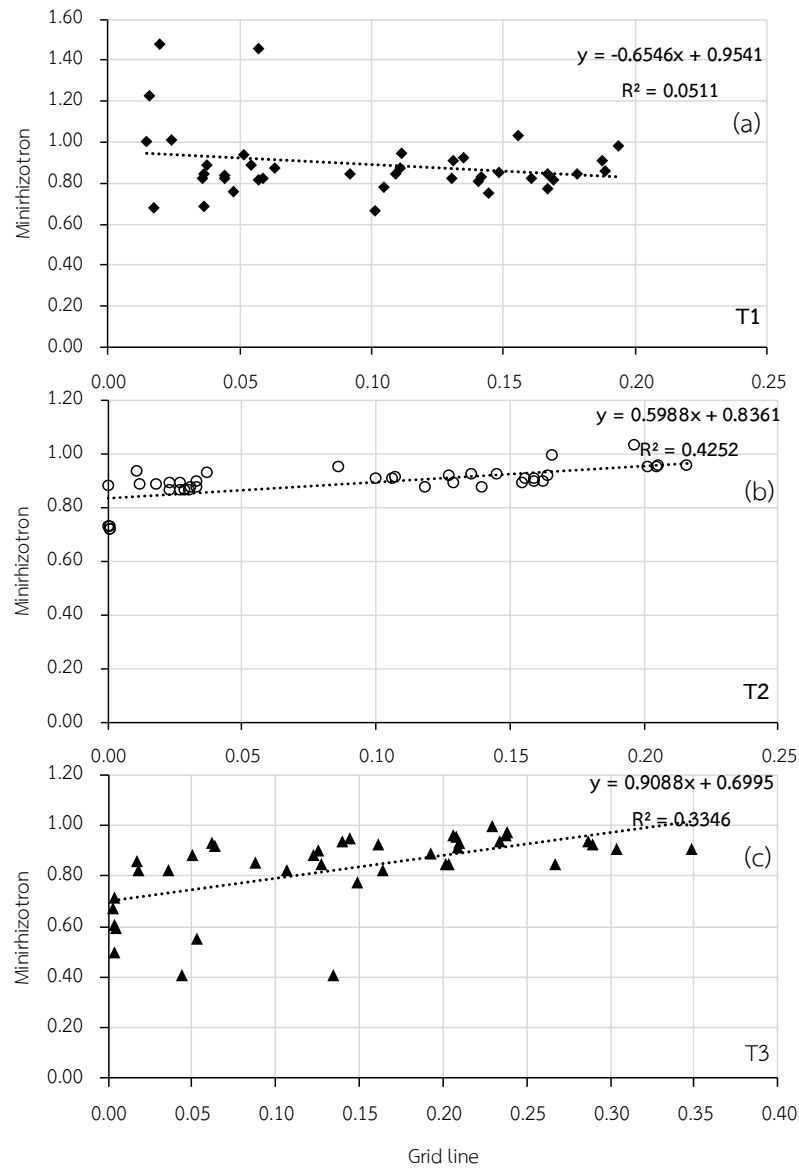 1.60
1.40
1.20
1.00
0.80
0.60
0.40
0.20
0.00
Minirhizotron
y = -0.6546x + 0.9541
R² = 0.0511
(a)
T1
0.00 0.05 0.10 0.15 0.20 0.25
1.20
1.00
0.80
0.60
0.40
0.20
0.00
Minirhizotron
y = 0.5988x + 0.8361
R² = 0.4252
(b)
T2
0.00 0.05 0.10 0.15 0.20 0.25
1.20
1.00
0.80
0.60
0.40
0.20
0.00
Minirhizotron
y = 0.9088x + 0.6995
R² = 0.3346
(c)
T3
0.00 0.05 0.10 0.15 0.20 0.25 0.30 0.35 0.40
Grid line